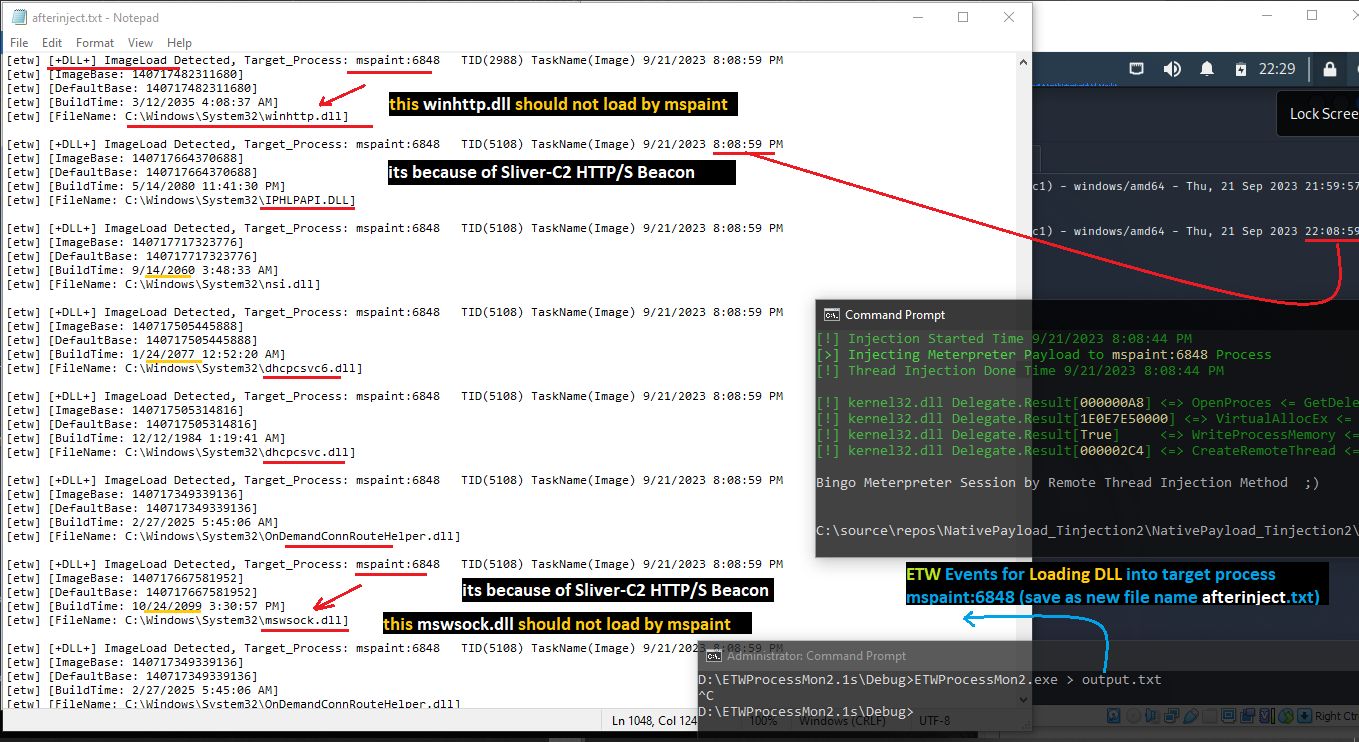 afterinject.txt - Notepad
File Edit Format View Help
[etw] [+DLL+] ImageLoad Detected, Target_Process: mspaint:6848 TID(2988) TaskName(Image) 9/21/2023 8:08:59 PM
[etw] [ImageBase: 140717482311680]
[etw] [DefaultBase: 140717482311680]
[etw] [BuildTime: 3/12/2035 4:08:37 AM]
[etw] [FileName: C:\Windows\System32\winhttp.dll]
this winhttp.dll should not load by mspaint
[etw] [+DLL+] ImageLoad Detected, Target_Process: mspaint:6848 TID(5108) TaskName(Image) 9/21/2023 8:08:59 PM
[etw] [ImageBase: 140717664370688]
[etw] [DefaultBase: 140717664370688]
[etw] [BuildTime: 5/14/2080 11:41:30 PM]
[etw] [FileName: C:\Windows\System32\IPHLPAPI.DLL]
its because of Sliver-C2 HTTP/S Beacon
[etw] [+DLL+] ImageLoad Detected, Target_Process: mspaint:6848 TID(5108) TaskName(Image) 9/21/2023 8:08:59 PM
[etw] [ImageBase: 140717717323776]
[etw] [DefaultBase: 140717717323776]
[etw] [BuildTime: 9/14/2060 3:48:33 AM]
[etw] [FileName: C:\Windows\System32\nsi.dll]
[etw] [+DLL+] ImageLoad Detected, Target_Process: mspaint:6848 TID(5108) TaskName(Image) 9/21/2023 8:08:59 PM
[etw] [ImageBase: 140717505445888]
[etw] [DefaultBase: 140717505445888]
[etw] [BuildTime: 1/24/2077 12:52:20 AM]
[etw] [FileName: C:\Windows\System32\dhcpcsvc6.dll]
[etw] [+DLL+] ImageLoad Detected, Target_Process: mspaint:6848 TID(5108) TaskName(Image) 9/21/2023 8:08:59 PM
[etw] [ImageBase: 140717505314816]
[etw] [DefaultBase: 140717505314816]
[etw] [BuildTime: 12/12/1984 1:19:41 AM]
[etw] [FileName: C:\Windows\System32\dhcpcsvc.dll]
[etw] [+DLL+] ImageLoad Detected, Target_Process: mspaint:6848 TID(5108) TaskName(Image) 9/21/2023 8:08:59 PM
[etw] [ImageBase: 140717349339136]
[etw] [DefaultBase: 140717349339136]
[etw] [BuildTime: 2/27/2025 5:45:06 AM]
[etw] [FileName: C:\Windows\System32\OnDemandConnRouteHelper.dll]
[etw] [+DLL+] ImageLoad Detected, Target_Process: mspaint:6848 TID(5108) TaskName(Image) 9/21/2023 8:08:59 PM
[etw] [ImageBase: 140717667581952]
[etw] [DefaultBase: 140717667581952]
[etw] [BuildTime: 10/24/2099 3:30:57 PM]
[etw] [FileName: C:\Windows\System32\mswsock.dll]
its because of Sliver-C2 HTTP/S Beacon
this mswsock.dll should not load by mspaint
[etw] [+DLL+] ImageLoad Detected, Target_Process: mspaint:6848 TID(5108) TaskName(Image) 9/21/2023 8:08:59 PM
[etw] [ImageBase: 140717349339136]
[etw] [DefaultBase: 140717349339136]
[etw] [BuildTime: 2/27/2025 5:45:06 AM]
[etw] [FileName: C:\Windows\System32\OnDemandConnRouteHelper.dll]
Ln 1048, Col 124 100% Windows (CRLF) UTF-8
22:29
Lock Scree
c1) - windows/amd64 - Thu, 21 Sep 2023 21:59:57
c1) - windows/amd64 - Thu, 21 Sep 2023 22:08:59
Command Prompt
[!] Injection Started Time 9/21/2023 8:08:44 PM
[>] Injecting Meterpreter Payload to mspaint:6848 Process
[!] Thread Injection Done Time 9/21/2023 8:08:44 PM
[!] kernel32.dll Delegate.Result[000000A8] <=> OpenProces <= GetDele
[!] kernel32.dll Delegate.Result[1E0E7E50000] <=> VirtualAllocEx <=
[!] kernel32.dll Delegate.Result[True] <=> WriteProcessMemory <=
[!] kernel32.dll Delegate.Result[000002C4] <=> CreateRemoteThread <=
Bingo Meterpreter Session by Remote Thread Injection Method ;)
C:\source\repos\NativePayload_Tinjection2\NativePayload_Tinjection2\
ETW Events for Loading DLL into target process
mspaint:6848 (save as new file name afterinject.txt)
Administrator: Command Prompt
D:\ETWProcessMon2.1s\Debug>ETWProcessMon2.exe > output.txt
^C
D:\ETWProcessMon2.1s\Debug>
Right Ctr